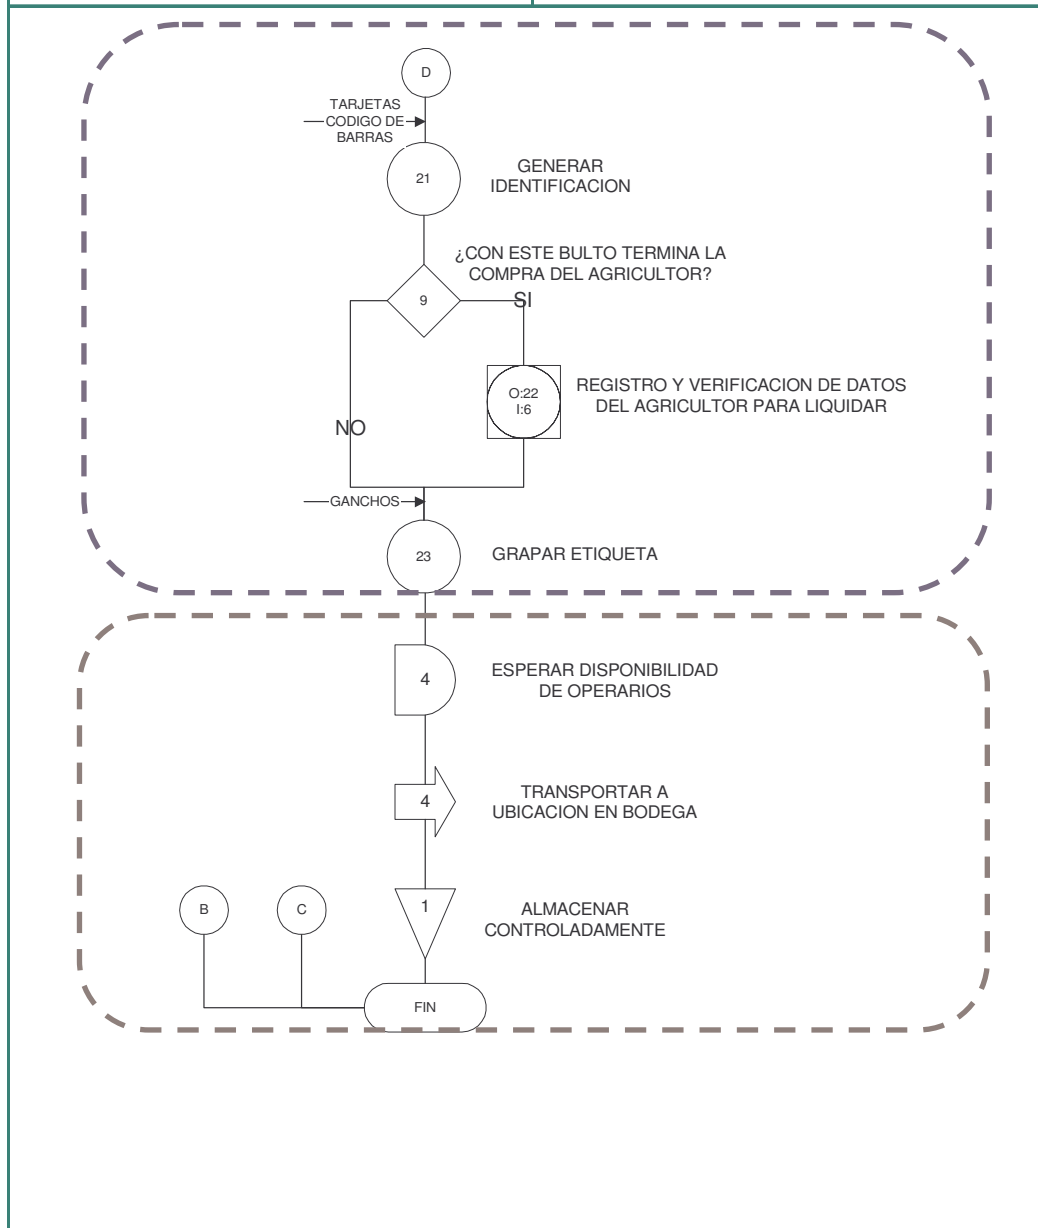 D
TARJETAS
CODIGO DE
BARRAS
21
GENERAR
IDENTIFICACION
¿CON ESTE BULTO TERMINA LA
COMPRA DEL AGRICULTOR?
9
SI
O:22
I:6
REGISTRO Y VERIFICACION DE DATOS
DEL AGRICULTOR PARA LIQUIDAR
NO
GANCHOS
23
GRAPAR ETIQUETA
4
ESPERAR DISPONIBILIDAD
DE OPERARIOS
4
TRANSPORTAR A
UBICACION EN BODEGA
B
C
1
ALMACENAR
CONTROLADAMENTE
FIN